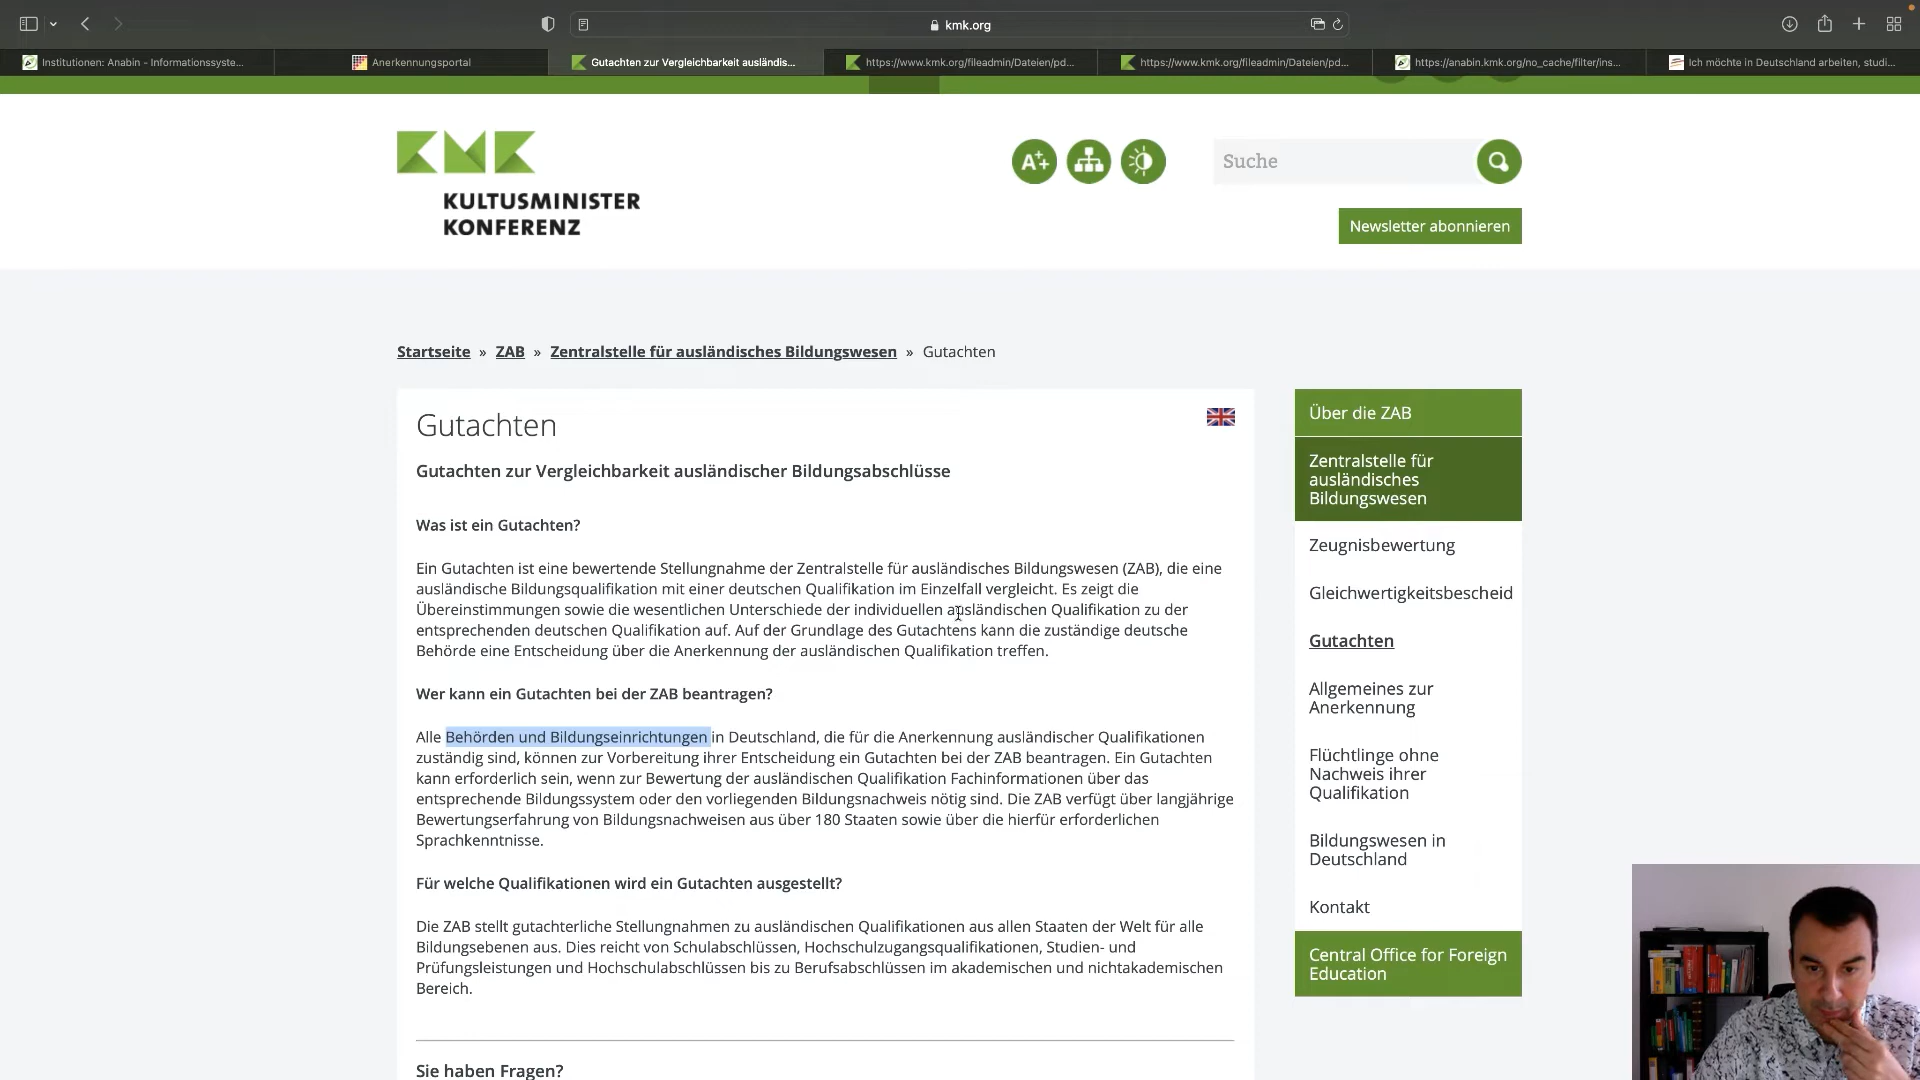 kmk.org
Institutionen: Anabin - Informationssyste...
Anerkennungsportal
Gutachten zur Vergleichbarkeit ausländis...
https://www.kmk.org/fileadmin/Dateien/pd...
https://www.kmk.org/fileadmin/Dateien/pd...
https://anabin.kmk.org/no_cache/filter/ins...
Ich möchte in Deutschland arbeiten, studi...
KMK
KULTUSMINISTER
KONFERENZ
A++
Suche
Newsletter abonnieren
Startseite » ZAB » Zentralstelle für ausländisches Bildungswesen » Gutachten
Gutachten
Gutachten zur Vergleichbarkeit ausländischer Bildungsabschlüsse
Was ist ein Gutachten?
Ein Gutachten ist eine bewertende Stellungnahme der Zentralstelle für ausländisches Bildungswesen (ZAB), die eine
ausländische Bildungsqualifikation mit einer deutschen Qualifikation im Einzelfall vergleicht. Es zeigt die
Übereinstimmungen sowie die wesentlichen Unterschiede der individuellen ausländischen Qualifikation zu der
entsprechenden deutschen Qualifikation auf. Auf der Grundlage des Gutachtens kann die zuständige deutsche
Behörde eine Entscheidung über die Anerkennung der ausländischen Qualifikation treffen.
Wer kann ein Gutachten bei der ZAB beantragen?
Alle Behörden und Bildungseinrichtungen in Deutschland, die für die Anerkennung ausländischer Qualifikationen
zuständig sind, können zur Vorbereitung ihrer Entscheidung ein Gutachten bei der ZAB beantragen. Ein Gutachten
kann erforderlich sein, wenn zur Bewertung der ausländischen Qualifikation Fachinformationen über das
entsprechende Bildungssystem oder den vorliegenden Bildungsnachweis nötig sind. Die ZAB verfügt über langjährige
Bewertungserfahrung von Bildungsnachweisen aus über 180 Staaten sowie über die hierfür erforderlichen
Sprachkenntnisse.
Für welche Qualifikationen wird ein Gutachten ausgestellt?
Die ZAB stellt gutachterliche Stellungnahmen zu ausländischen Qualifikationen aus allen Staaten der Welt für alle
Bildungsebenen aus. Dies reicht von Schulabschlüssen, Hochschulzugangsqualifikationen, Studien- und
Prüfungsleistungen und Hochschulabschlüssen bis zu Berufsabschlüssen im akademischen und nichtakademischen
Bereich.
Sie haben Fragen?
Über die ZAB
Zentralstelle für
ausländisches
Bildungswesen
Zeugnisbewertung
Gleichwertigkeitsbescheid
Gutachten
Allgemeines zur
Anerkennung
Flüchtlinge ohne
Nachweis ihrer
Qualifikation
Bildungswesen in
Deutschland
Kontakt
Central Office for Foreign
Education